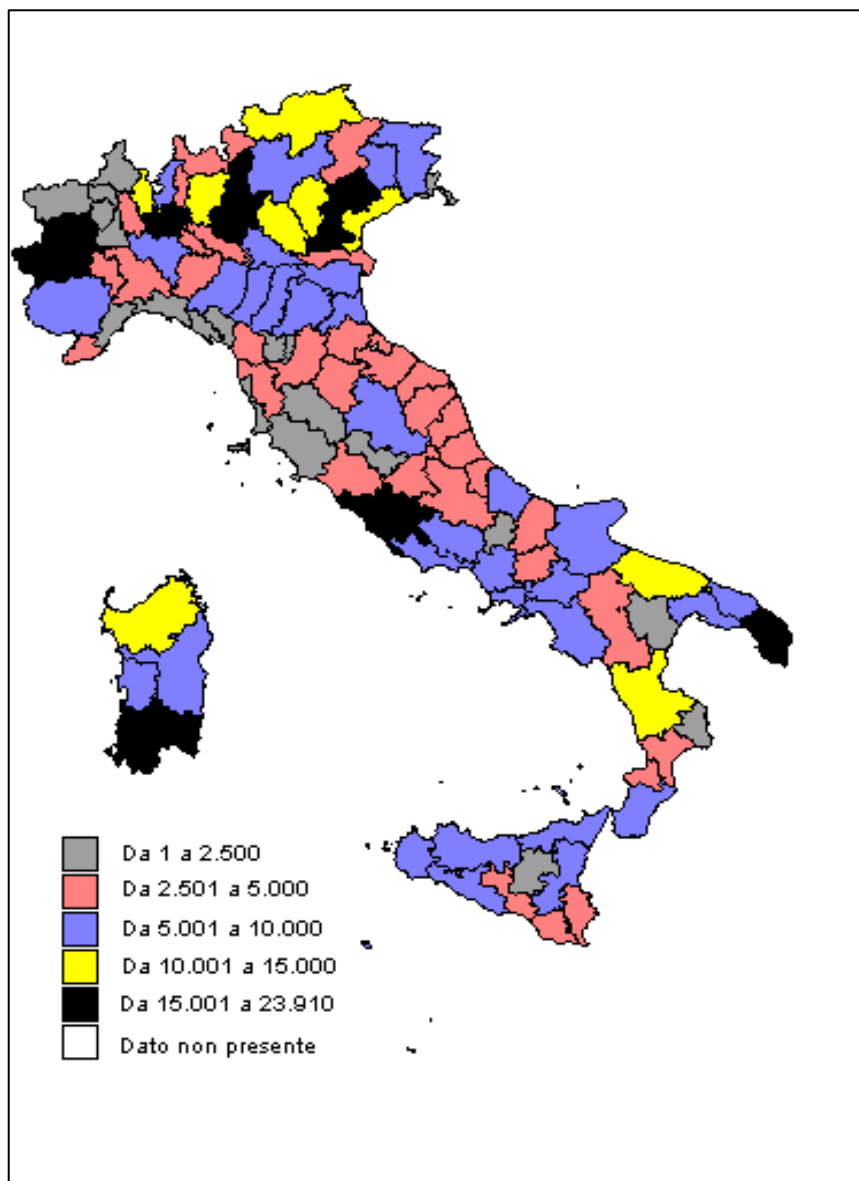 Da 1 a 2.500
Da 2.501 a 5.000
Da 5.001 a 10.000
Da 10.001 a 15.000
Da 15.001 a 23.910
Dato non presente